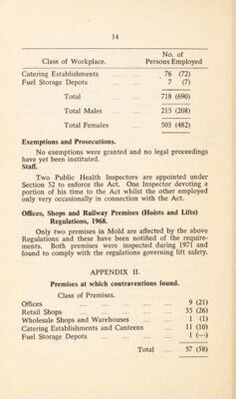 34
No. of
Class of Workplace. Persons Employed
Catering Establishments ... ... 76 (72)
Fuel Storage Depots ... ... 7 (7)
Total ... 718 (690)
Total Males ... 215 (208)
Total Females ... 503 (482)
Exemptions and Prosecutions.
No exemptions were granted and no legal proceedings
have yet been instituted.
Staff.
Two Public Health Inspectors are appointed under
Section 52 to enforce the Act. One Inspector devoting a
portion of his time to the Act whilst the other employed
only very occasionally in connection with the Act.
Offices, Shops and Railway Premises (Hoists and Lifts)
Regulations, 1968.
Only two premises in Mold are affected by the above
Regulations and these have been notified of the require-
ments. Both premises were inspected during 1971 and
found to comply with the regulations governing lift safety.
APPENDIX II.
Premises at which contraventions found.
Class of Premises.
Offices ... ... ... ... 9 (21)
Retail Shops ... ... ... ... 35 (26)
Wholesale Shops and Warehouses ... ... 1 (1)
Catering Establishments and Canteens ... ... 11 (10)
Fuel Storage Depots ... ... ... ... 1 (—)
Total ... 57 (58)